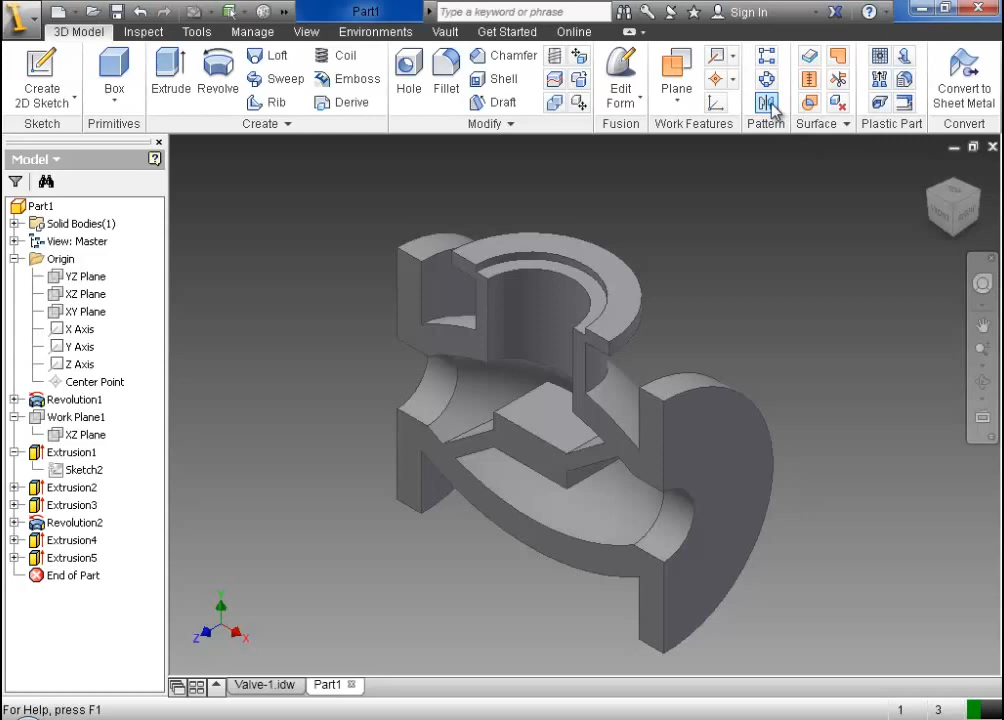 Part1
Type a keyword or phrase
Sign In
3D Model Inspect Tools Manage View Environments Vault Get Started Online
Create 2D Sketch
Box
Extrude
Revolve
Loft
Sweep
Rib
Coil
Emboss
Derive
Hole
Fillet
Chamfer
Shell
Draft
Edit Form
Plane
Convert to Sheet Metal
Sketch Primitives Create Modify Fusion Work Features Pattern Surface Plastic Part Convert
Model
Part1
Solid Bodies(1)
View: Master
Origin
YZ Plane
XZ Plane
XY Plane
X Axis
Y Axis
Z Axis
Center Point
Revolution1
Work Plane1
XZ Plane
Extrusion1
Sketch2
Extrusion2
Extrusion3
Revolution2
Extrusion4
Extrusion5
End of Part
Y
Z
X
Valve-1.idw Part1
For Help, press F1
1 3